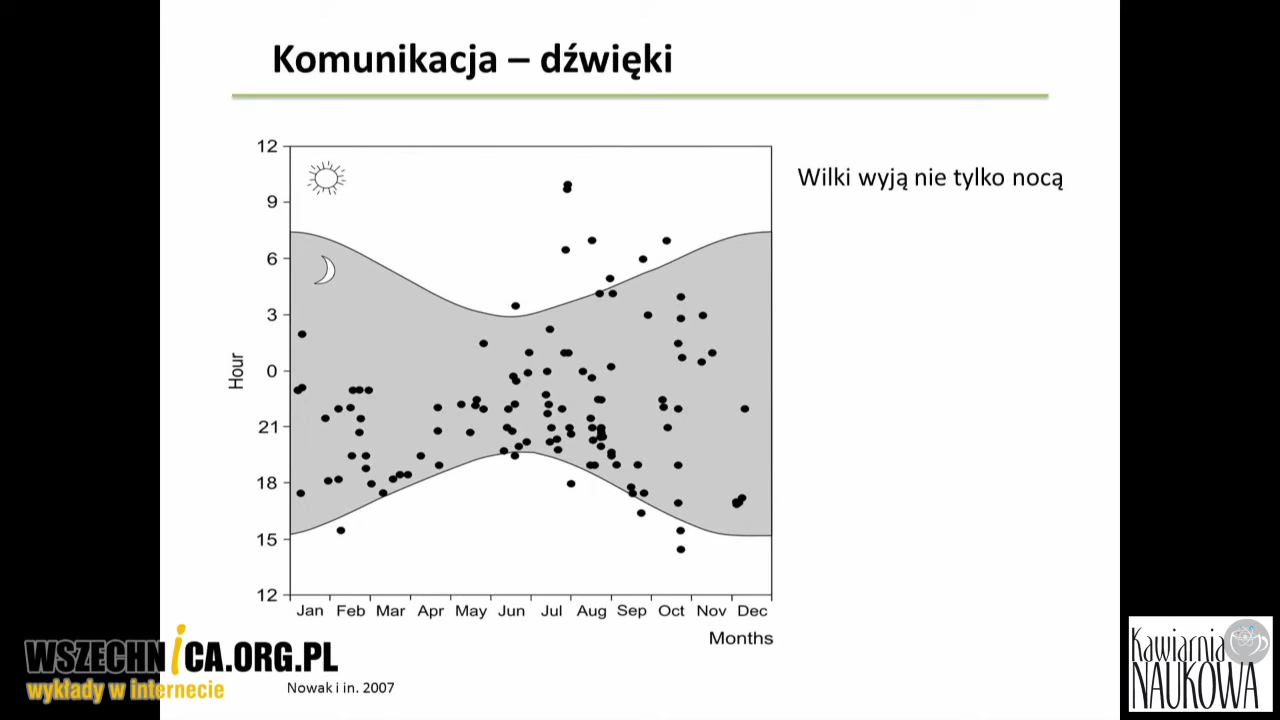 Komunikacja – dźwięki
Wilki wyją nie tylko nocą
12
9
6
3
0
21
18
15
12
Hour
Jan Feb Mar Apr May Jun Jul Aug Sep Oct Nov Dec
Months
WSZECHNICA.ORG.PL
wykłady w internecie
Nowak i in. 2007
Kawiarnia
NAUKOWA